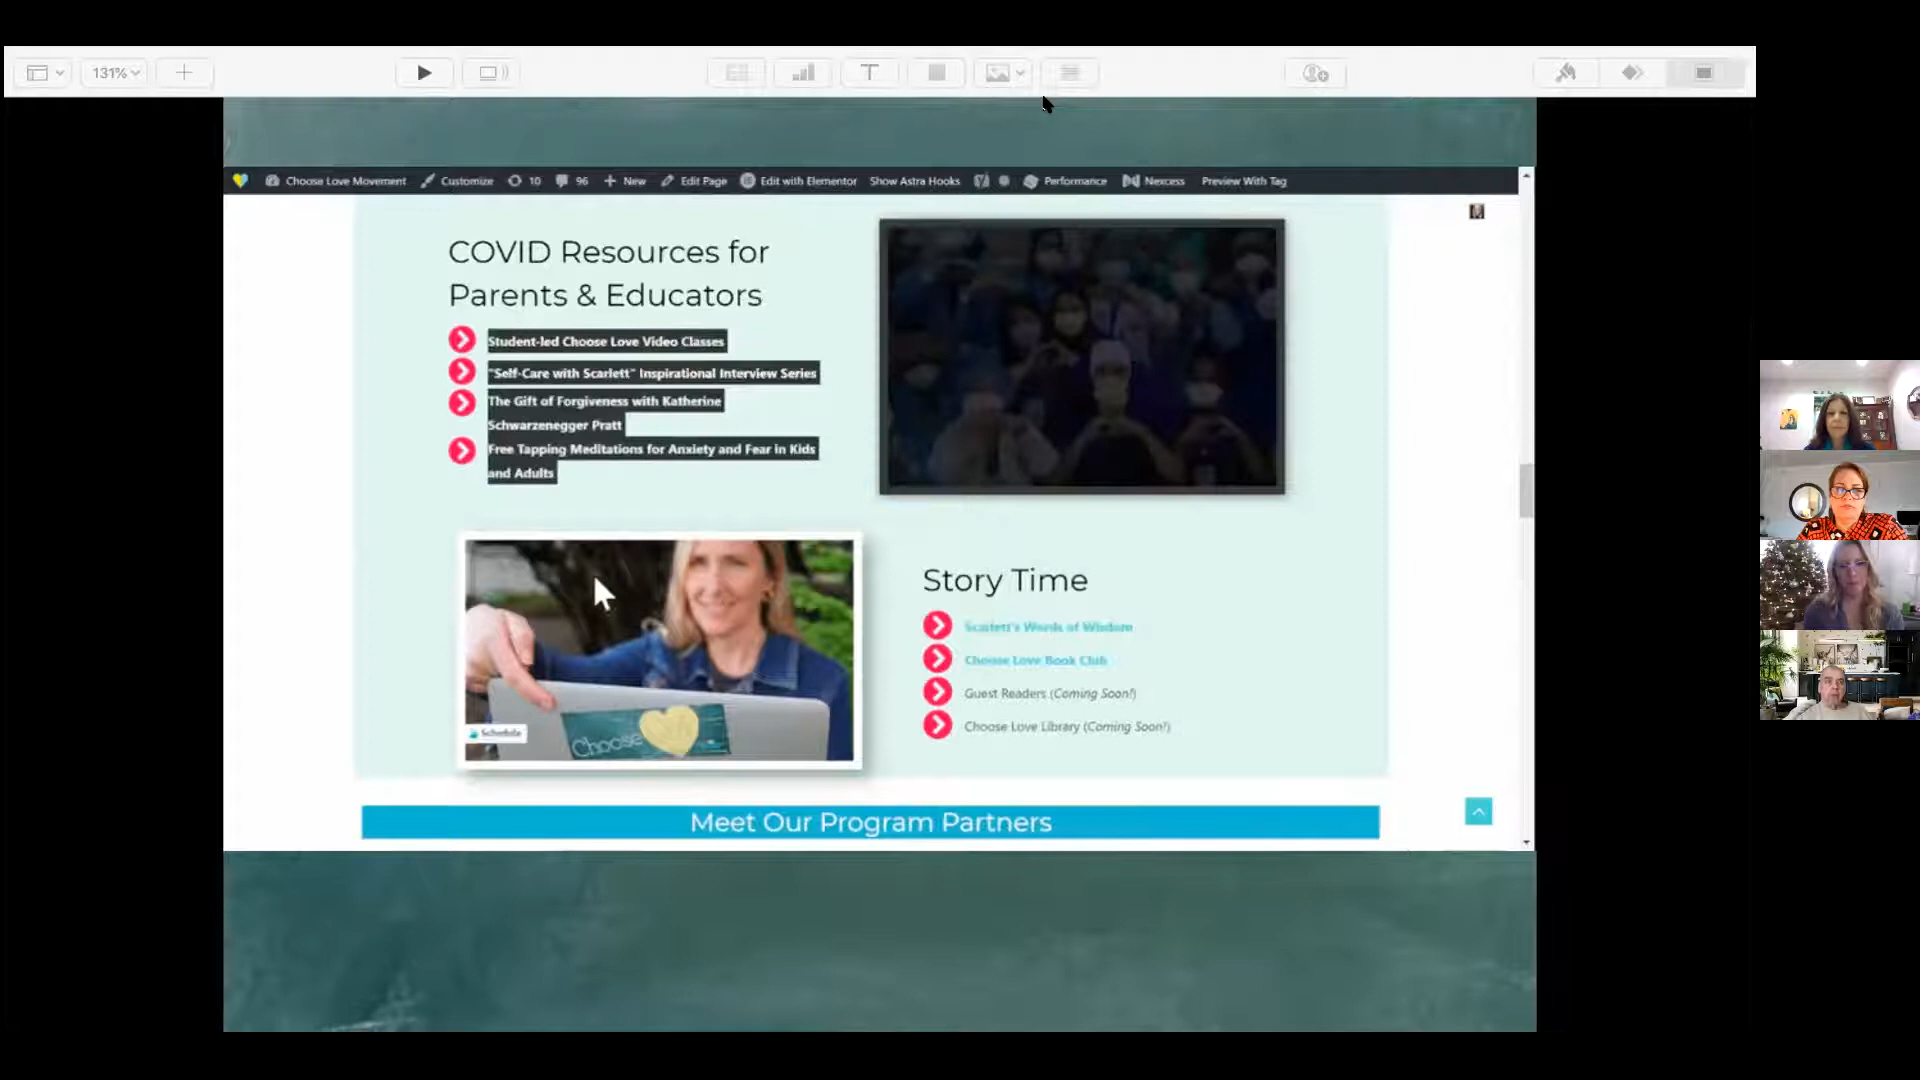 131%
Choose Love Movement Customize 10 96 + New Edit Page Edit with Elementor Show Astra Hooks Performance Nexcess Preview With Tag
COVID Resources for
Parents & Educators
Student-led Choose Love Video Classes
"Self-Care with Scarlett" Inspirational Interview Series
The Gift of Forgiveness with Katherine
Schwarzenegger Pratt
Free Tapping Meditations for Anxiety and Fear in Kids
and Adults
Choose
Schedule
Story Time
Scarlett's Words of Wisdom
Choose Love Book Club
Guest Readers (Coming Soon!)
Choose Love Library (Coming Soon!)
Meet Our Program Partners